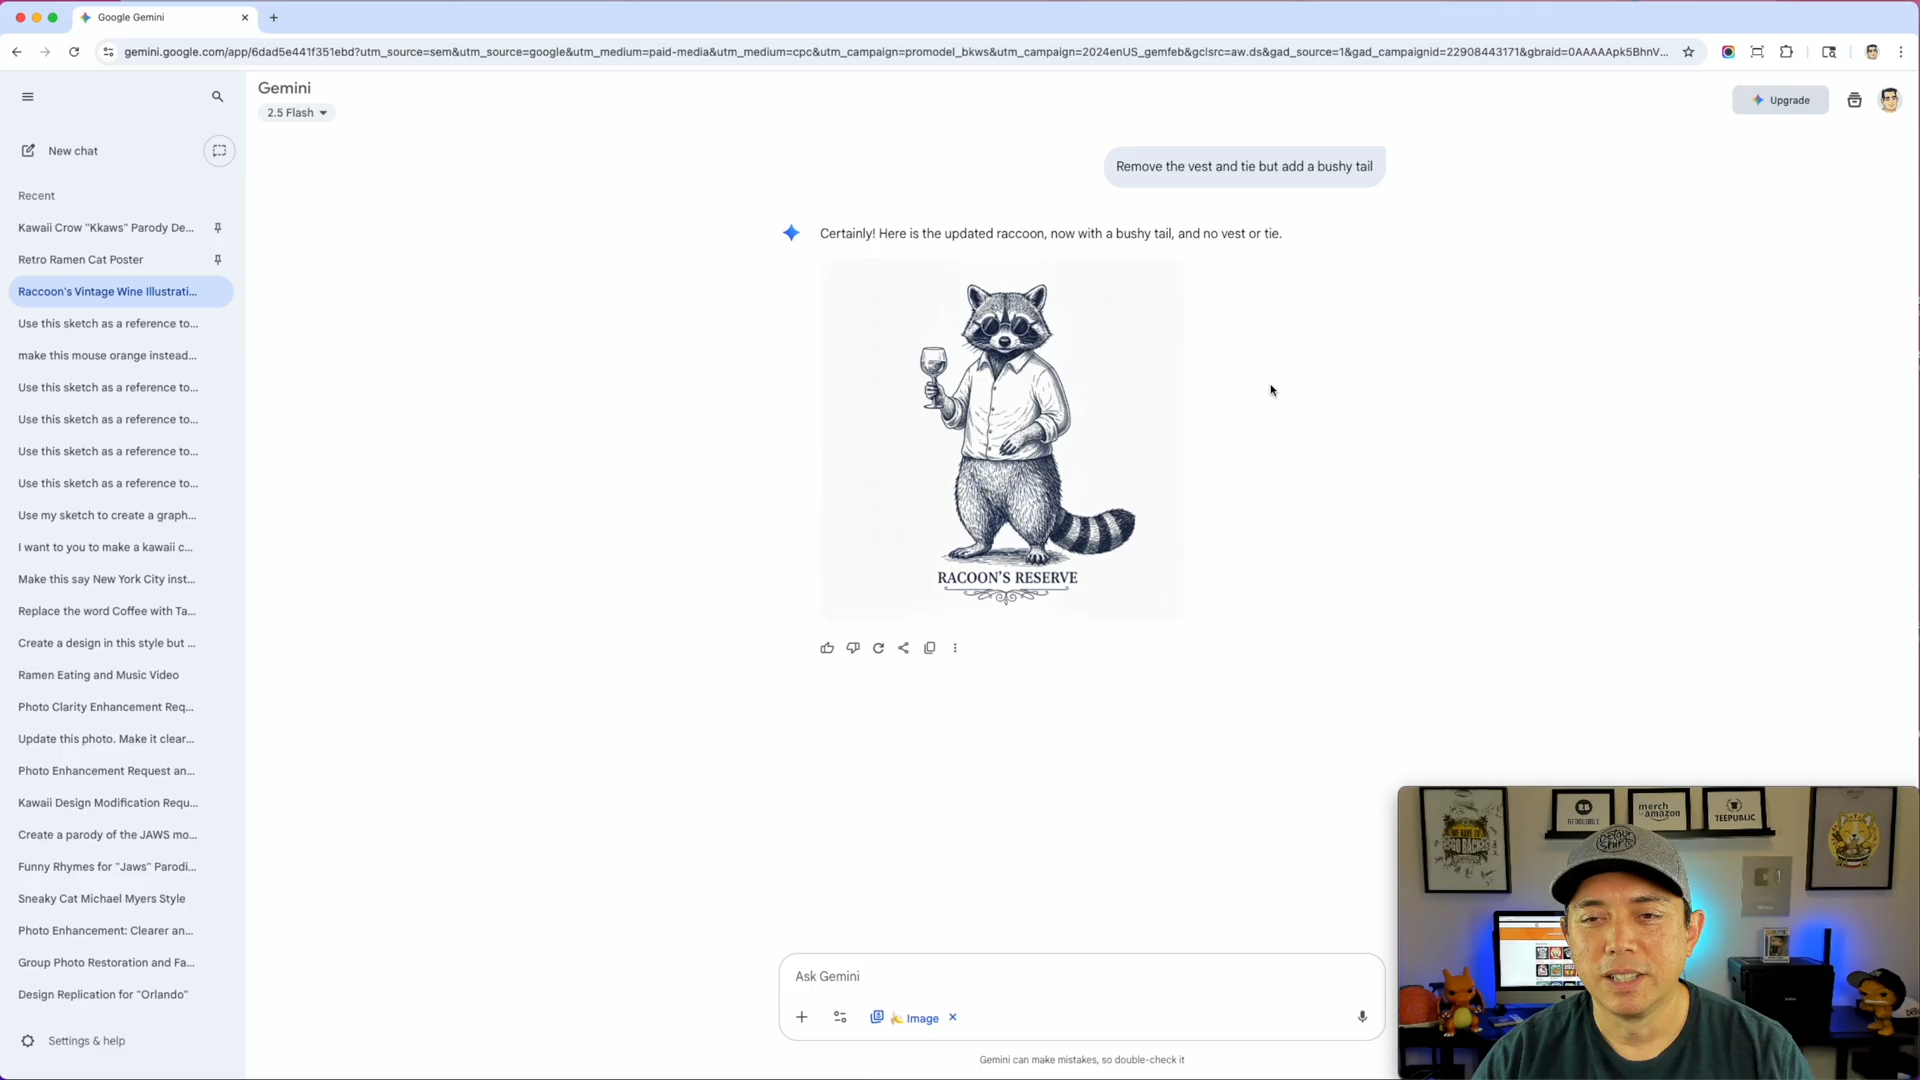 Google Gemini
gemini.google.com/app/6dad5e441f351ebd?utm_source=sem&utm_source=google&utm_medium=paid-media&utm_medium=cpc&utm_campaign=promodel_bkws&utm_campaign=2024enUS_gemfeb&gclsrc=aw.ds&gad_source=1&gad_campaignid=22908443171&gbraid=0AAAAApk5BhnV...
Gemini
2.5 Flash
Upgrade
New chat
Recent
Kawaii Crow "Kkaws" Parody De...
Retro Ramen Cat Poster
Raccoon's Vintage Wine Illustrati...
Use this sketch as a reference to...
make this mouse orange instead...
Use this sketch as a reference to...
Use this sketch as a reference to...
Use this sketch as a reference to...
Use this sketch as a reference to...
Use my sketch to create a graph...
I want to you to make a kawaii c...
Make this say New York City inst...
Replace the word Coffee with Ta...
Create a design in this style but ...
Ramen Eating and Music Video
Photo Clarity Enhancement Req...
Update this photo. Make it clear...
Photo Enhancement Request an...
Kawaii Design Modification Requ...
Create a parody of the JAWS mo...
Funny Rhymes for "Jaws" Parodi...
Sneaky Cat Michael Myers Style
Photo Enhancement: Clearer an...
Group Photo Restoration and Fa...
Design Replication for "Orlando"
Settings & help
Remove the vest and tie but add a bushy tail
Certainly! Here is the updated raccoon, now with a bushy tail, and no vest or tie.
RACOON'S RESERVE
Ask Gemini
Image
Gemini can make mistakes, so double-check it
REDBUBBLE
merch
amazon
TEEPUBLIC
DETOUR
SHIRTS